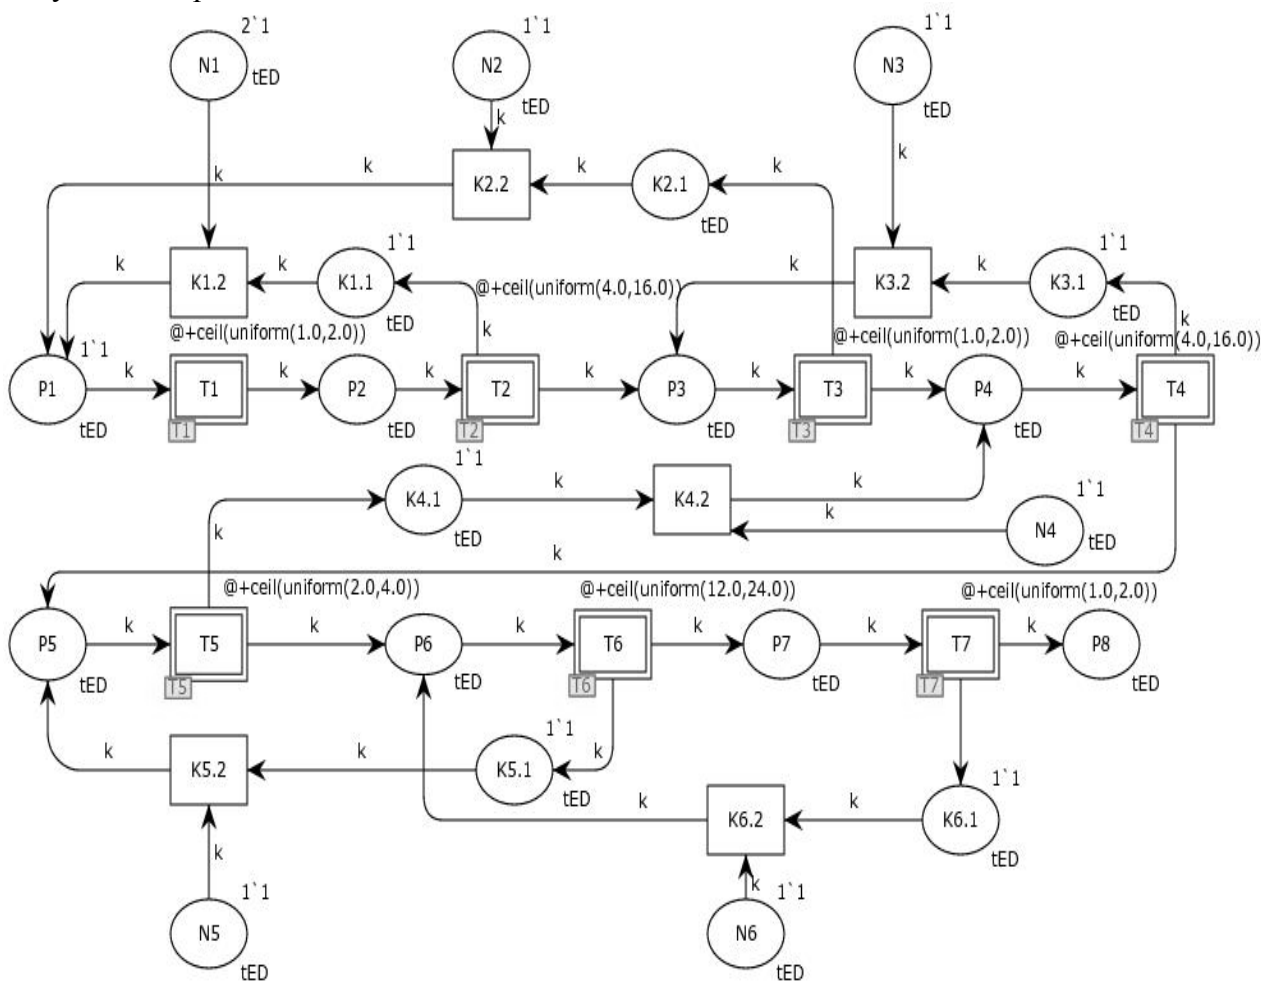 2`1
1`1
1`1
N1
N2
N3
tED
tED
tED
k
k
k
k
K2.2
k
K2.1
k
tED
k
1`1
1`1
k
K1.2
k
K1.1
k
K3.2
k
K3.1
@+ceil(uniform(4.0,16.0))
tED
tED
@+ceil(uniform(1.0,2.0))
k
@+ceil(uniform(1.0,2.0))
k
@+ceil(uniform(4.0,16.0))
1`1
P1
k
T1
k
P2
k
T2
k
P3
k
T3
k
P4
k
T4
tED
T1
tED
T2
tED
T3
tED
T4
1`1
K4.1
k
K4.2
k
1`1
k
N4
k
tED
tED
k
@+ceil(uniform(2.0,4.0))
@+ceil(uniform(12.0,24.0))
@+ceil(uniform(1.0,2.0))
P5
k
T5
k
P6
k
T6
k
P7
k
T7
k
P8
tED
T5
tED
T6
tED
T7
tED
1`1
k
K5.2
k
K5.1
k
tED
1`1
k
K6.2
k
K6.1
tED
k
k
1`1
1`1
N5
N6
tED
tED